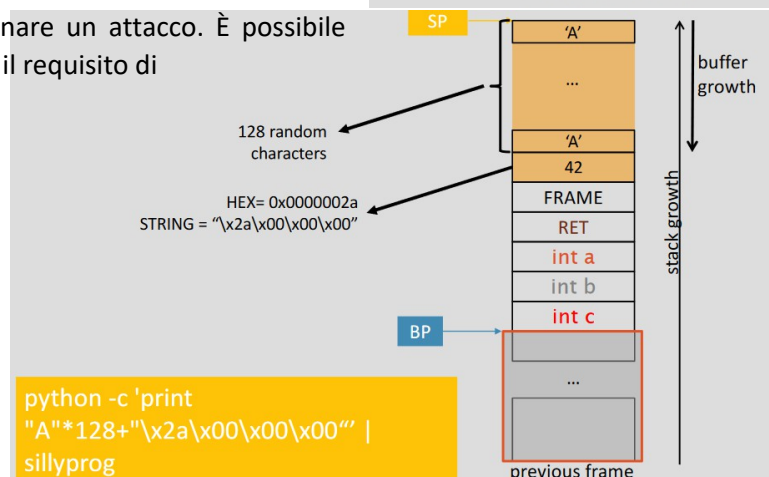 nare un attacco. È possibile
il requisito di
SP
'A'
...
'A'
42
FRAME
RET
int a
int b
int c
...
previous frame
buffer
growth
stack growth
128 random
characters
HEX= 0x0000002a
STRING = “\x2a\x00\x00\x00”
BP
python -c 'print
"A"*128+"\x2a\x00\x00\x00“’ |
sillyprog